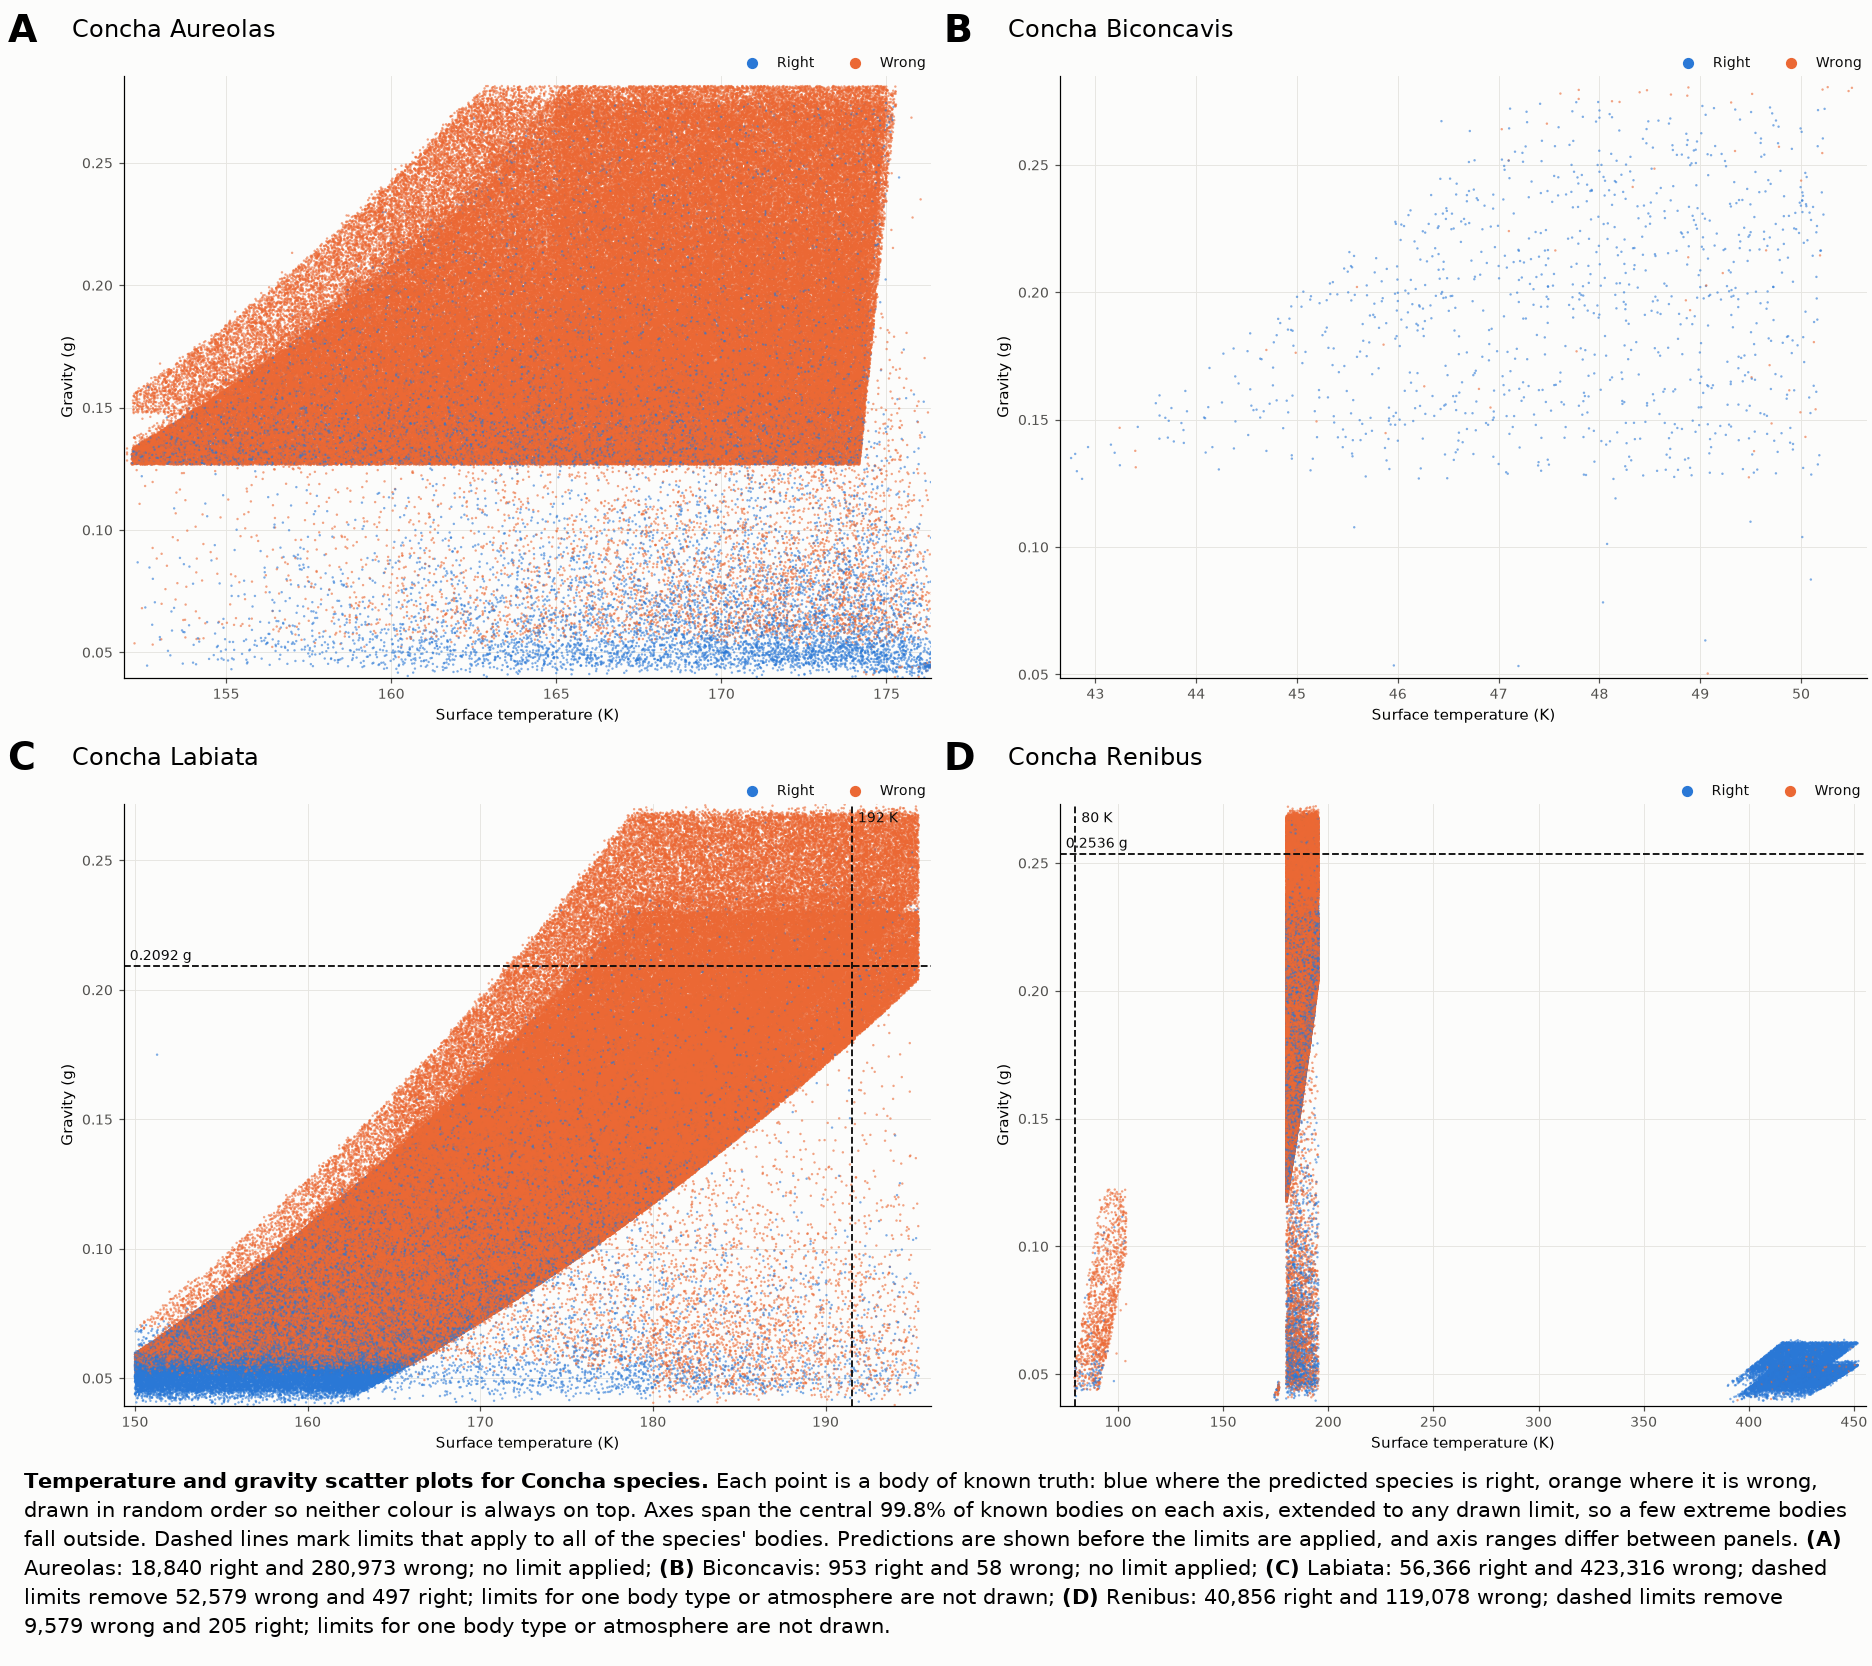 A Concha Aureolas
Right Wrong
0.25
0.20
0.15
0.10
0.05
Gravity (g)
155 160 165 170 175
Surface temperature (K)
B Concha Biconcavis
Right Wrong
0.25
0.20
0.15
0.10
0.05
Gravity (g)
43 44 45 46 47 48 49 50
Surface temperature (K)
C Concha Labiata
Right Wrong
192 K
0.2092 g
0.25
0.20
0.15
0.10
0.05
Gravity (g)
150 160 170 180 190
Surface temperature (K)
D Concha Renibus
Right Wrong
80 K
0.2536 g
0.25
0.20
0.15
0.10
0.05
Gravity (g)
100 150 200 250 300 350 400 450
Surface temperature (K)
Temperature and gravity scatter plots for Concha species. Each point is a body of known truth: blue where the predicted species is right, orange where it is wrong,
drawn in random order so neither colour is always on top. Axes span the central 99.8% of known bodies on each axis, extended to any drawn limit, so a few extreme bodies
fall outside. Dashed lines mark limits that apply to all of the species' bodies. Predictions are shown before the limits are applied, and axis ranges differ between panels. (A)
Aureolas: 18,840 right and 280,973 wrong; no limit applied; (B) Biconcavis: 953 right and 58 wrong; no limit applied; (C) Labiata: 56,366 right and 423,316 wrong; dashed
limits remove 52,579 wrong and 497 right; limits for one body type or atmosphere are not drawn; (D) Renibus: 40,856 right and 119,078 wrong; dashed limits remove
9,579 wrong and 205 right; limits for one body type or atmosphere are not drawn.